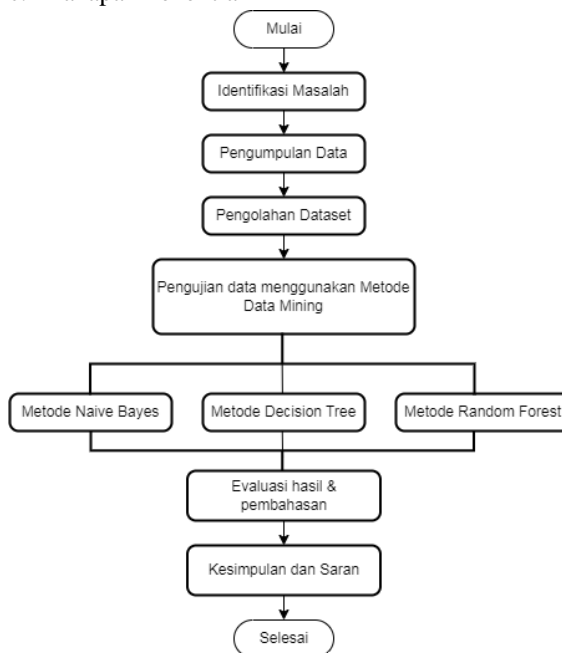 Mulai
Identifikasi Masalah
Pengumpulan Data
Pengolahan Dataset
Pengujian data menggunakan Metode
Data Mining
Metode Naive Bayes
Metode Decision Tree
Metode Random Forest
Evaluasi hasil &
pembahasan
Kesimpulan dan Saran
Selesai